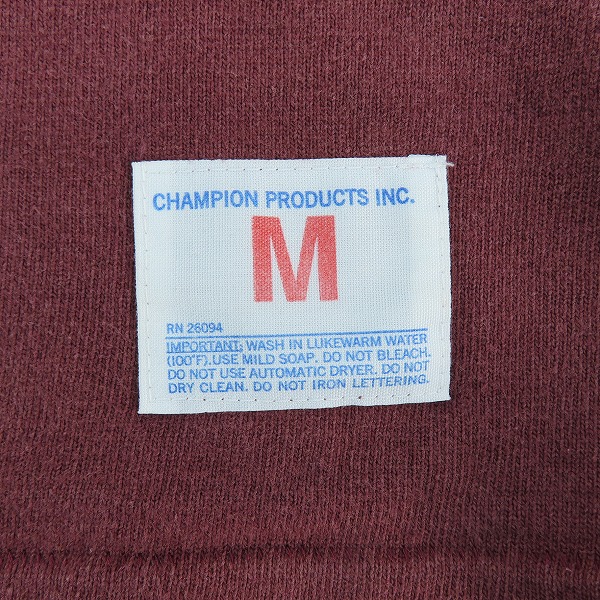 CHAMPION PRODUCTS INC.
M
RN 26094
IMPORTANT: WASH IN LUKEWARM WATER
(100°F). USE MILD SOAP. DO NOT BLEACH.
DO NOT USE AUTOMATIC DRYER. DO NOT
DRY CLEAN. DO NOT IRON LETTERING.